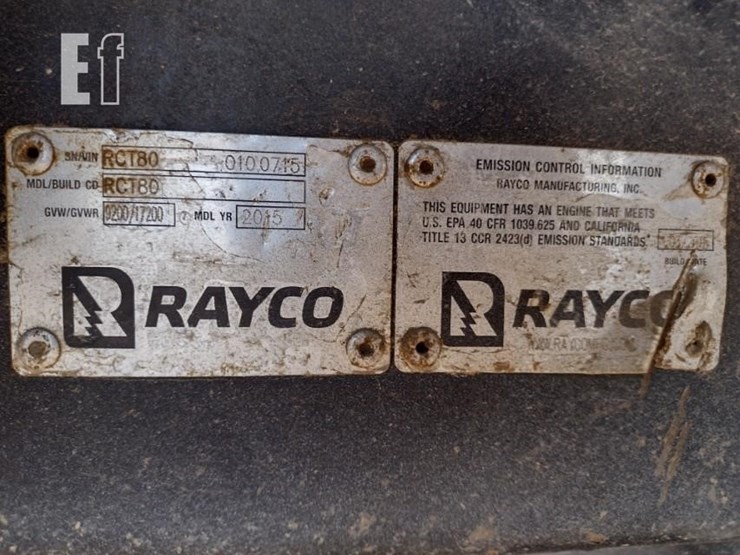 Ef
SN/VIN RCT80 0100715
MDL/BUILD CD RCT80
GVW/GVWR 9200/17200 MDL YR 2015
RAYCO
EMISSION CONTROL INFORMATION
RAYCO MANUFACTURING, INC.
THIS EQUIPMENT HAS AN ENGINE THAT MEETS
U.S. EPA 40 CFR 1039.625 AND CALIFORNIA
TITLE 13 CCR 2423(d) EMISSION STANDARDS.
BUILD DATE
RAYCO